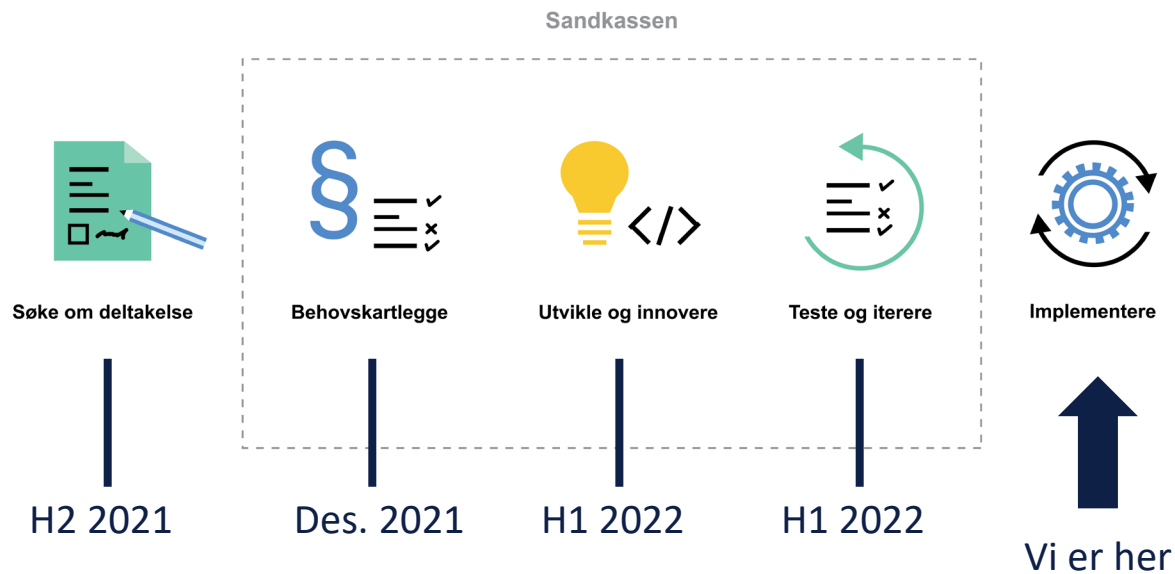 Sandkassen
§
</>
Søke om deltakelse
Behovskartlegge
Utvikle og innovere
Teste og iterere
Implementere
H2 2021
Des. 2021
H1 2022
H1 2022
Vi er her